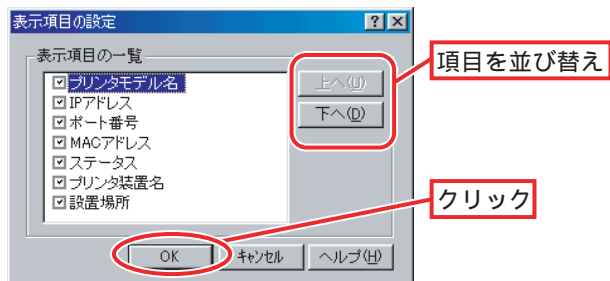 表示項目の設定
表示項目の一覧
プリンタモデル名
IPアドレス
ポート番号
MACアドレス
ステータス
プリンタ装置名
設置場所
上へ(U)
下へ(D)
項目を並び替え
クリック
OK
キャンセル
ヘルプ(H)